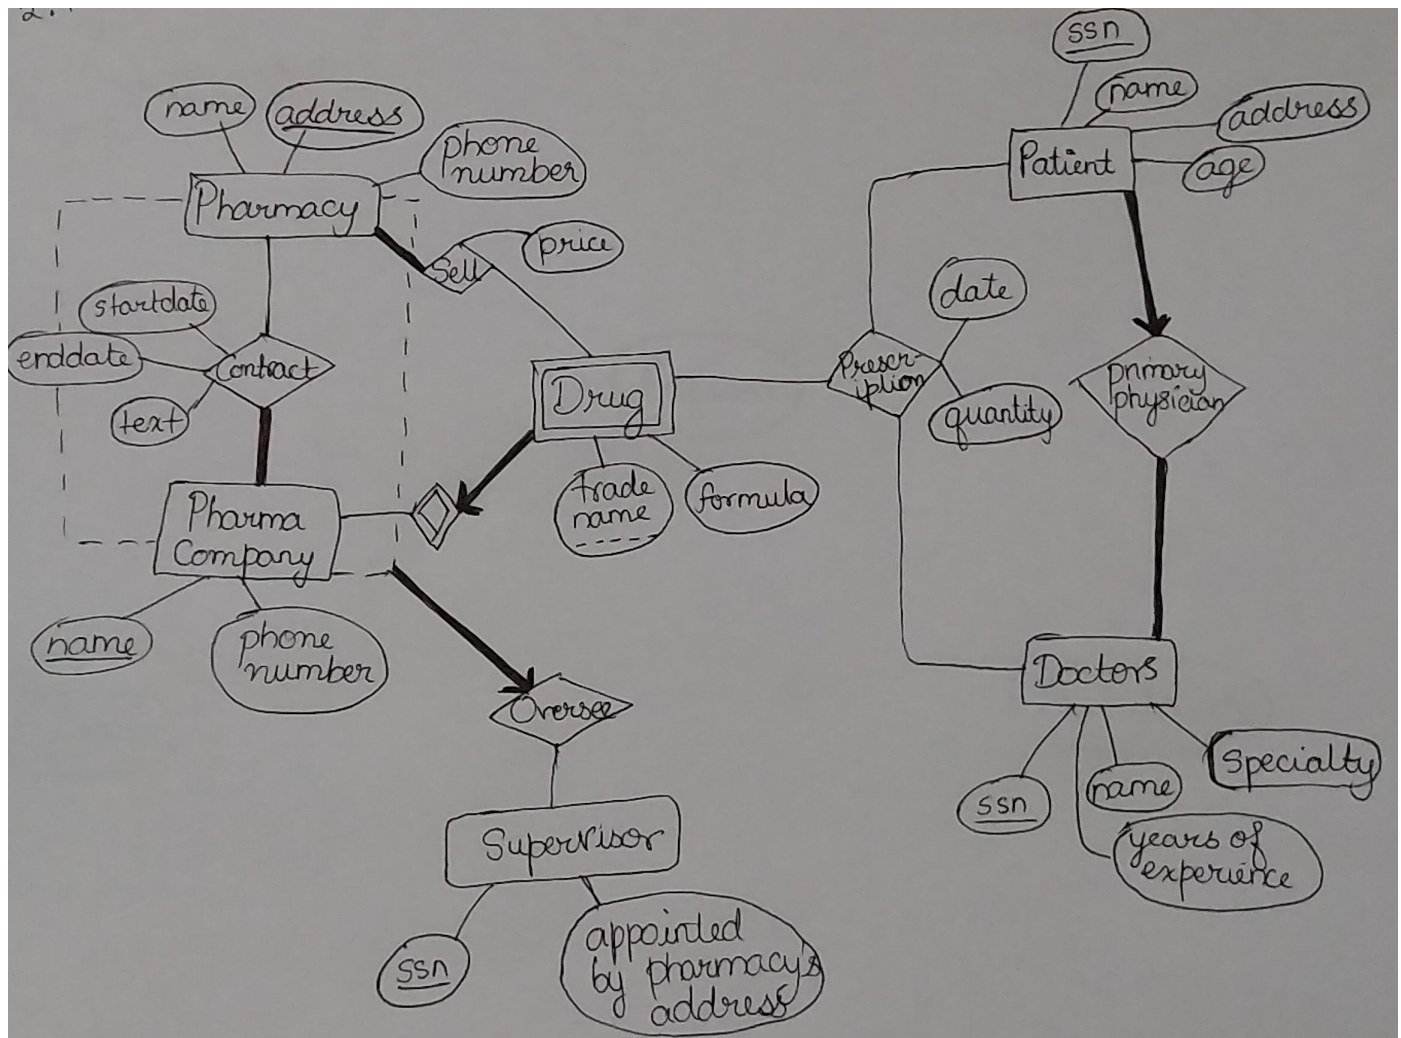 2.
ssn
name
address
name
address
phone
number
Patient
age
Pharmacy
Sell
price
startdate
date
enddate
Contract
Prescr-
iption
primary
physician
Drug
text
quantity
trade
name
formula
Pharma
Company
name
phone
number
Doctors
Oversee
specialty
ssn
name
Supervisor
years of
experience
ssn
appointed
by pharmacy's
address